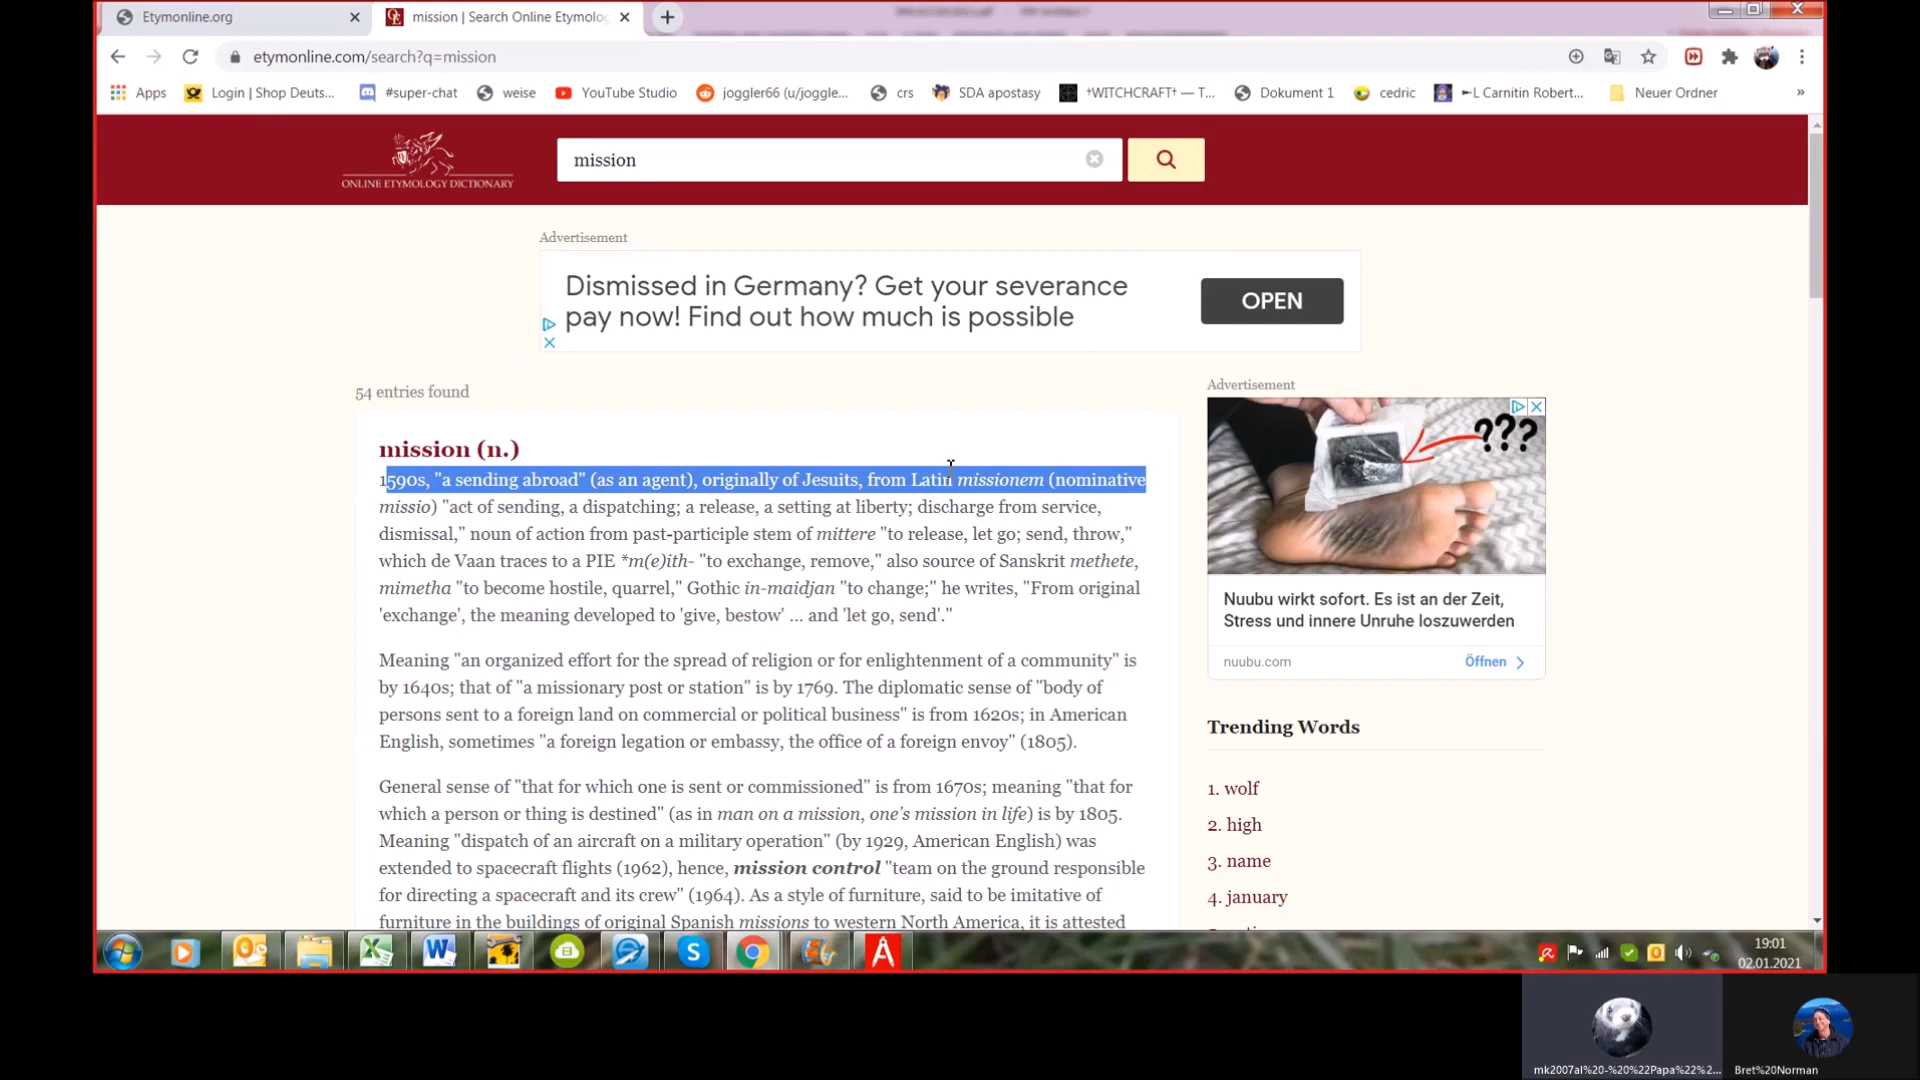 Etymonline.org
mission | Search Online Etymolog
etymonline.com/search?q=mission
Apps
Login | Shop Deuts...
#super-chat
weise
YouTube Studio
joggler66 (u/joggle...
crs
SDA apostasy
†WITCHCRAFT† — T...
Dokument 1
cedric
►L Carnitin Robert...
Neuer Ordner
»
ONLINE ETYMOLOGY DICTIONARY
mission
Advertisement
Dismissed in Germany? Get your severance
pay now! Find out how much is possible
OPEN
54 entries found
mission (n.)
1590s, "a sending abroad" (as an agent), originally of Jesuits, from Latin missionem (nominative
missio) "act of sending, a dispatching; a release, a setting at liberty; discharge from service,
dismissal," noun of action from past-participle stem of mittere "to release, let go; send, throw,"
which de Vaan traces to a PIE *m(e)ith- "to exchange, remove," also source of Sanskrit methete,
mimetha "to become hostile, quarrel," Gothic in-maidjan "to change;" he writes, "From original
'exchange', the meaning developed to 'give, bestow' ... and 'let go, send'."
Meaning "an organized effort for the spread of religion or for enlightenment of a community" is
by 1640s; that of "a missionary post or station" is by 1769. The diplomatic sense of "body of
persons sent to a foreign land on commercial or political business" is from 1620s; in American
English, sometimes "a foreign legation or embassy, the office of a foreign envoy" (1805).
General sense of "that for which one is sent or commissioned" is from 1670s; meaning "that for
which a person or thing is destined" (as in man on a mission, one's mission in life) is by 1805.
Meaning "dispatch of an aircraft on a military operation" (by 1929, American English) was
extended to spacecraft flights (1962), hence, mission control "team on the ground responsible
for directing a spacecraft and its crew" (1964). As a style of furniture, said to be imitative of
furniture in the buildings of original Spanish missions to western North America, it is attested
Advertisement
???
Nuubu wirkt sofort. Es ist an der Zeit,
Stress und innere Unruhe loszuwerden
nuubu.com
Öffnen
Trending Words
1. wolf
2. high
3. name
4. january
19:01
02.01.2021
mk2007al%20-%20%22Papa%22%2...
Bret%20Norman